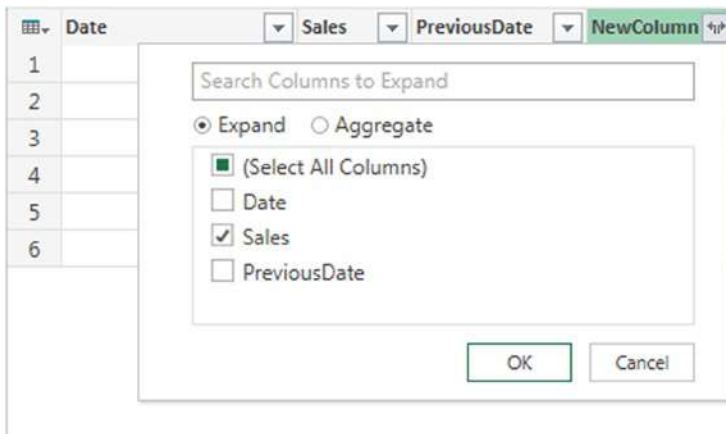 Date Sales PreviousDate NewColumn
1
Search Columns to Expand
2
Expand Aggregate
3
(Select All Columns)
4
Date
5
Sales
6
PreviousDate
OK Cancel